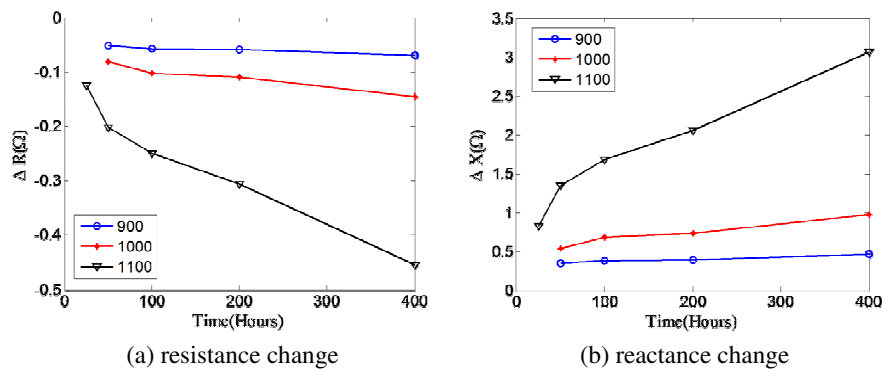 0
-0.1
-0.2
-0.3
-0.4
-0.5
Δ R(Ω)
900
1000
1100
0 100 200 300 400
Time(Hours)
(a) resistance change
3.5
3
2.5
2
1.5
1
0.5
0
Δ X(Ω)
900
1000
1100
0 100 200 300 400
Time(Hours)
(b) reactance change